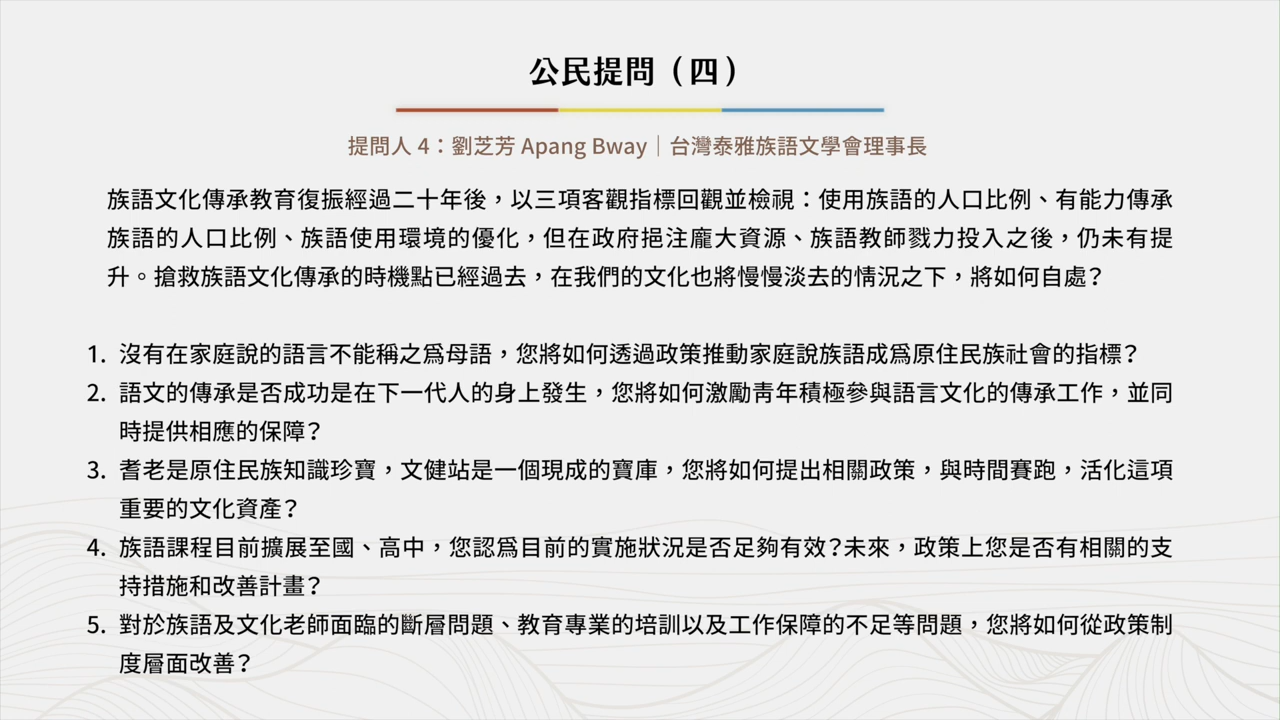 公民提問（四）
提問人 4：劉芝芳 Apang Bway｜台灣泰雅族語文學會理事長
族語文化傳承教育復振經過二十年後，以三項客觀指標回觀並檢視：使用族語的人口比例、有能力傳承
族語的人口比例、族語使用環境的優化，但在政府挹注龐大資源、族語教師戮力投入之後，仍未有提
升。搶救族語文化傳承的時機點已經過去，在我們的文化也將慢慢淡去的情況之下，將如何自處？
1. 沒有在家庭說的語言不能稱之為母語，您將如何透過政策推動家庭說族語成為原住民族社會的指標？
2. 語文的傳承是否成功是在下一代人的身上發生，您將如何激勵青年積極參與語言文化的傳承工作，並同
時提供相應的保障？
3. 耆老是原住民族知識珍寶，文健站是一個現成的寶庫，您將如何提出相關政策，與時間賽跑，活化這項
重要的文化資產？
4. 族語課程目前擴展至國、高中，您認為目前的實施狀況是否足夠有效？未來，政策上您是否有相關的支
持措施和改善計畫？
5. 對於族語及文化老師面臨的斷層問題、教育專業的培訓以及工作保障的不足等問題，您將如何從政策制
度層面改善？